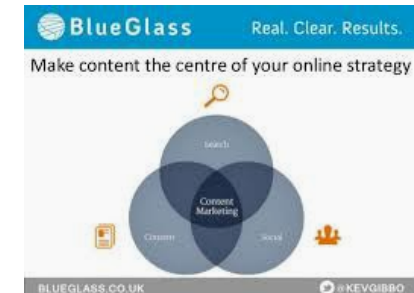 BlueGlass
Real. Clear. Results.
Make content the centre of your online strategy
Search
Content
Marketing
Content
Social
BLUEGLASS.CO.UK
@KEVGIBBO